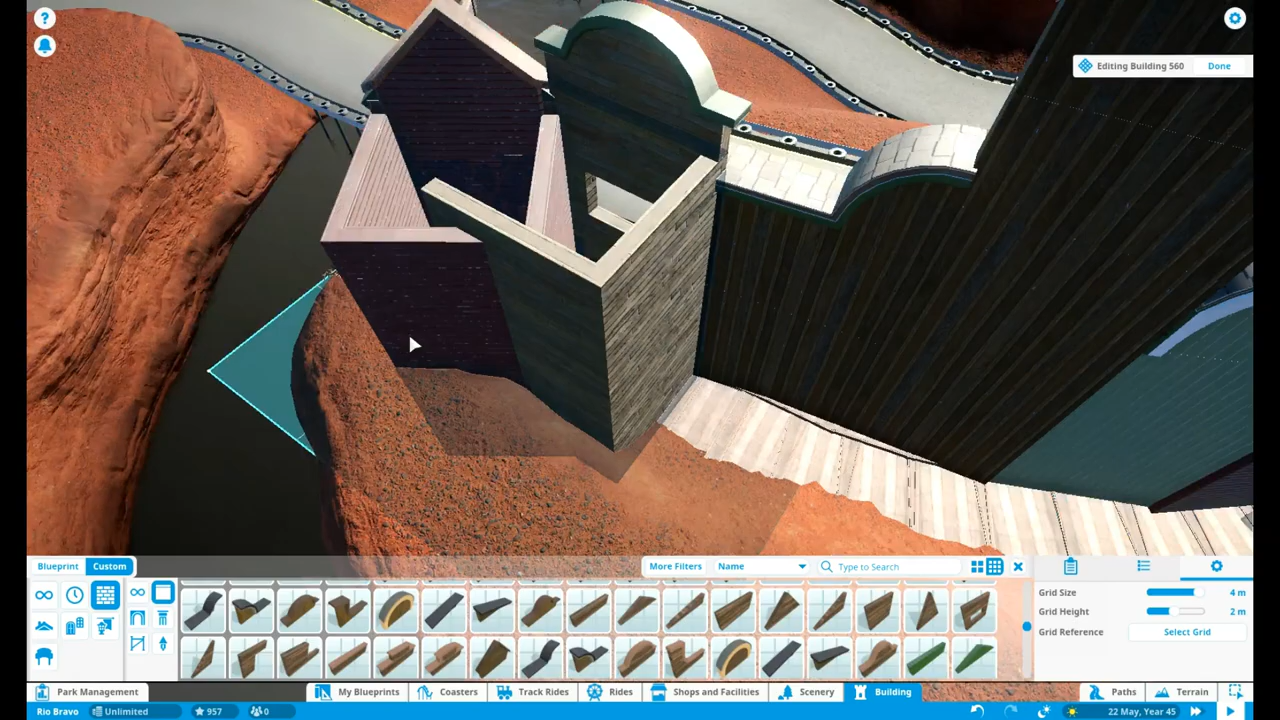 ?
Editing Building 560 Done
Blueprint Custom More Filters Name Type to Search
Grid Size 4 m
Grid Height 2 m
Grid Reference Select Grid
Park Management My Blueprints Coasters Track Rides Rides Shops and Facilities Scenery Building Paths Terrain
Rio Bravo Unlimited 957 0 22 May, Year 45